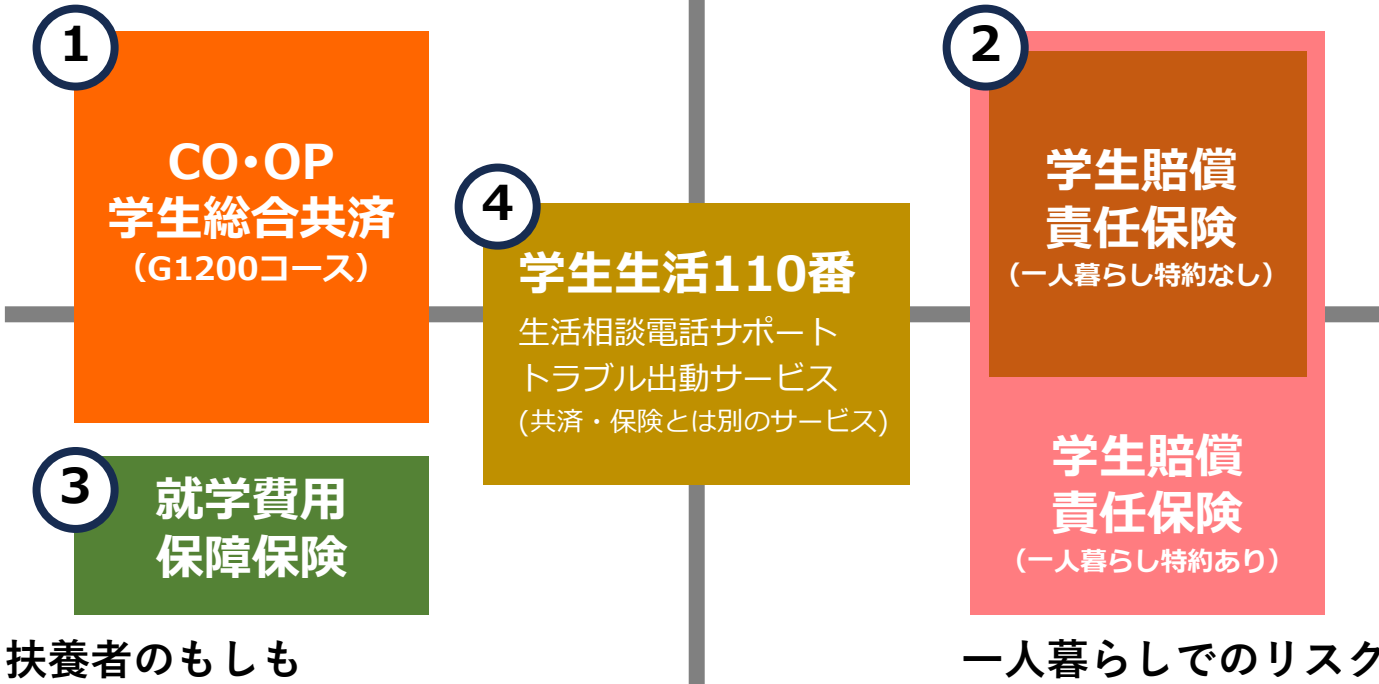 1
CO・OP
学生総合共済
（G1200コース）
2
学生賠償
責任保険
（一人暮らし特約なし）
4
学生生活110番
生活相談電話サポート
トラブル出動サービス
(共済・保険とは別のサービス)
3
就学費用
保障保険
学生賠償
責任保険
（一人暮らし特約あり）
扶養者のもしも
一人暮らしでのリスク